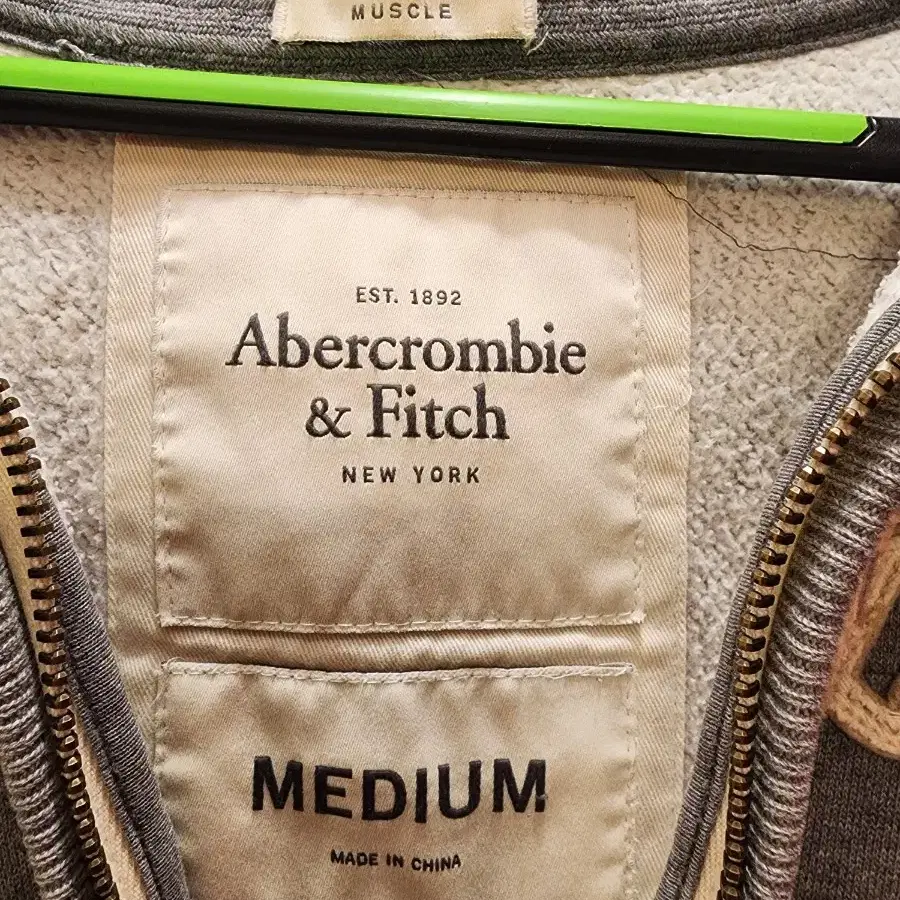 MUSCLE
EST. 1892
Abercrombie
& Fitch
NEW YORK
MEDIUM
MADE IN CHINA